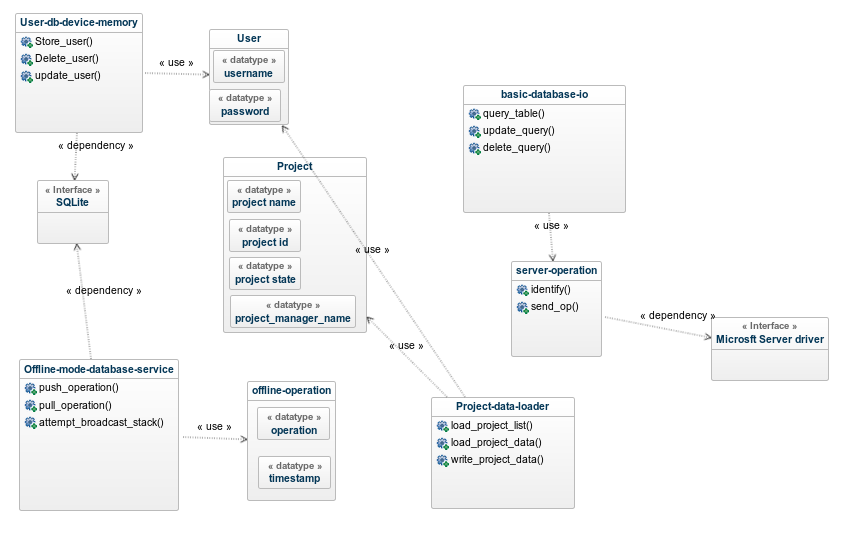 User-db-device-memory
Store_user()
Delete_user()
update_user()
« use »
User
« datatype »
username
« datatype »
password
« dependency »
« Interface »
SQLite
basic-database-io
query_table()
update_query()
delete_query()
« use »
Project
« datatype »
project name
« datatype »
project id
« datatype »
project state
« datatype »
project_manager_name
« use »
« use »
server-operation
identify()
send_op()
« dependency »
« Interface »
Microsft Server driver
« dependency »
Offline-mode-database-service
push_operation()
pull_operation()
attempt_broadcast_stack()
« use »
offline-operation
« datatype »
operation
« datatype »
timestamp
Project-data-loader
load_project_list()
load_project_data()
write_project_data()